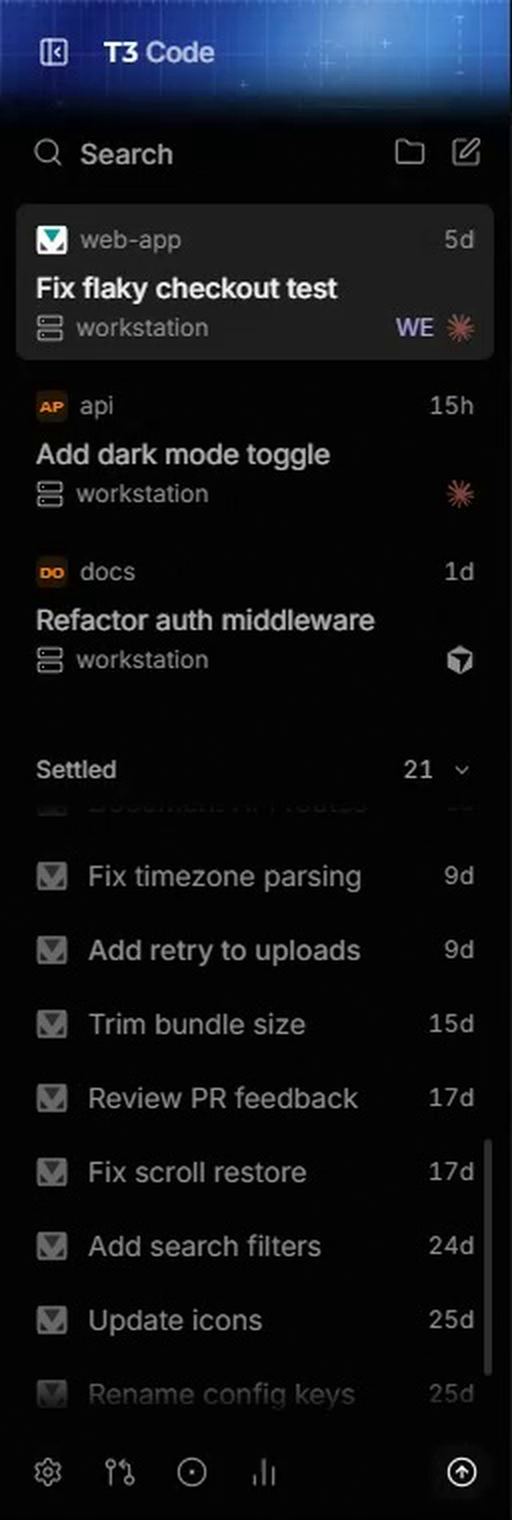 T3 Code
Search
web-app 5d
Fix flaky checkout test
workstation WE
AP api 15h
Add dark mode toggle
workstation
DO docs 1d
Refactor auth middleware
workstation
Settled 21
Fix timezone parsing 9d
Add retry to uploads 9d
Trim bundle size 15d
Review PR feedback 17d
Fix scroll restore 17d
Add search filters 24d
Update icons 25d
Rename config keys 25d